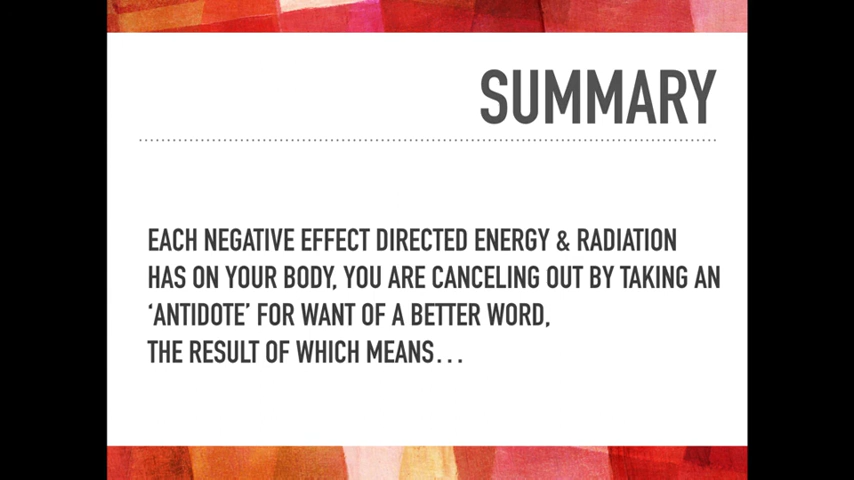 SUMMARY
EACH NEGATIVE EFFECT DIRECTED ENERGY & RADIATION
HAS ON YOUR BODY, YOU ARE CANCELING OUT BY TAKING AN
‘ANTIDOTE’ FOR WANT OF A BETTER WORD,
THE RESULT OF WHICH MEANS...